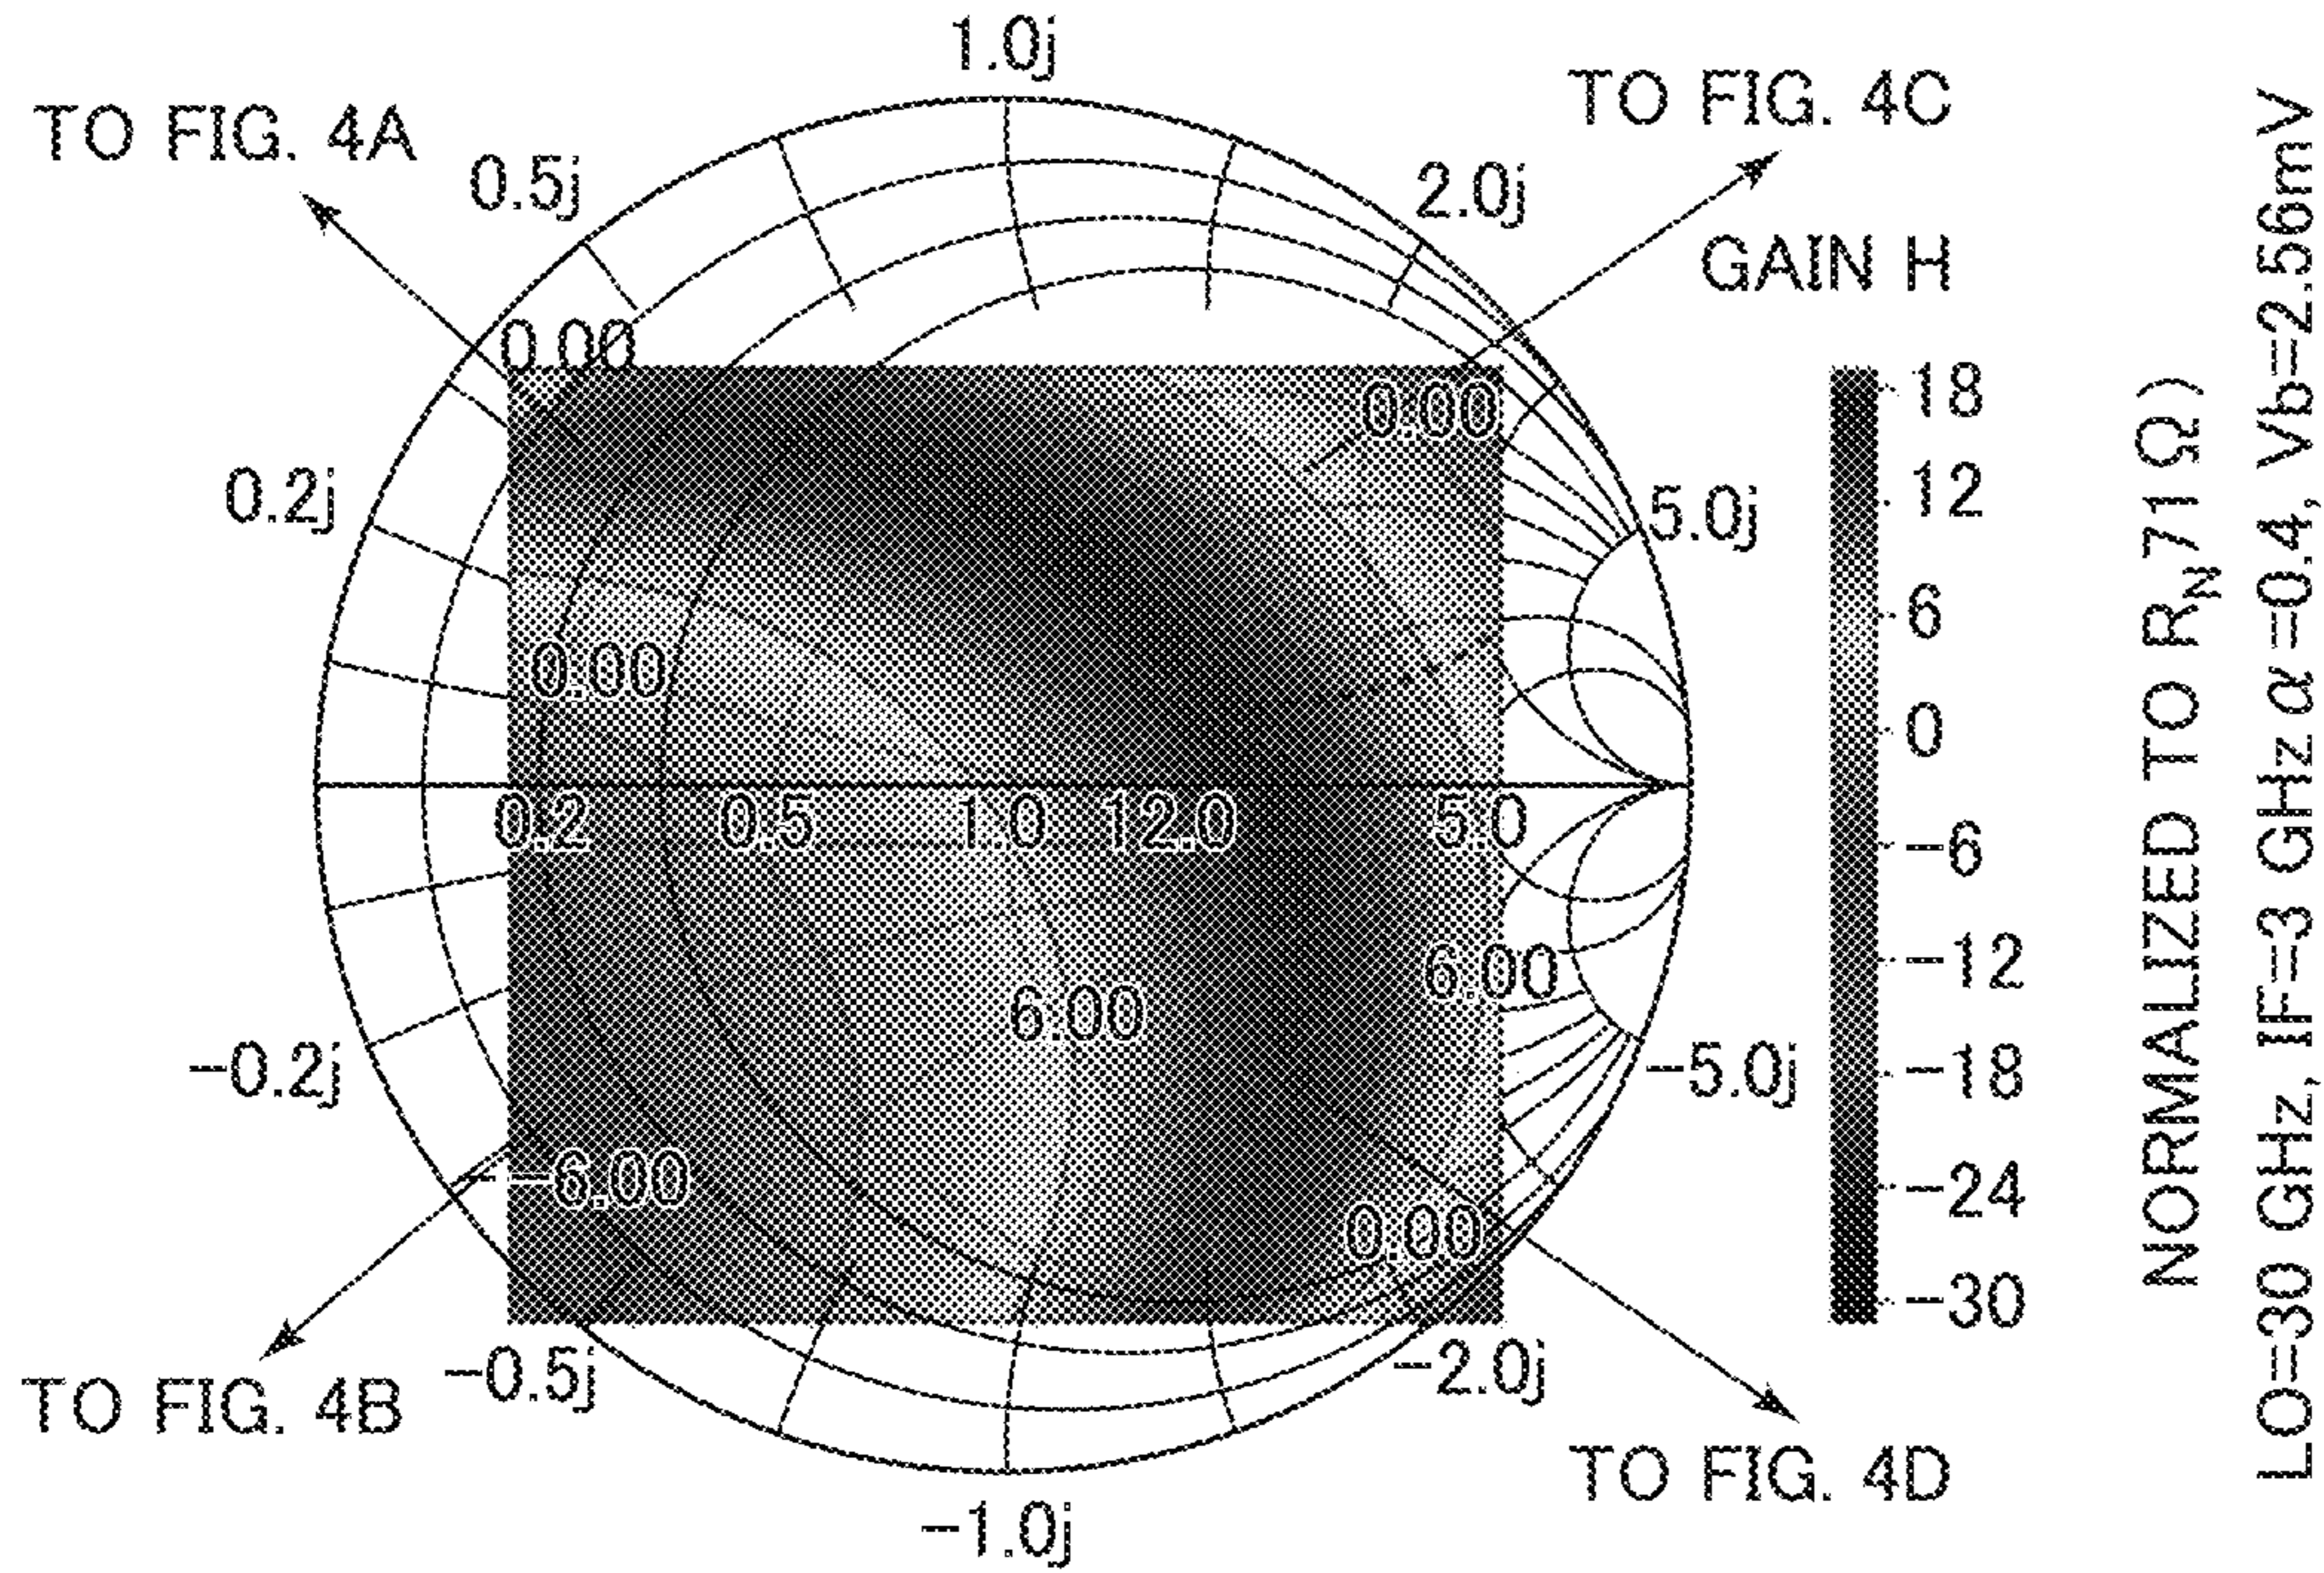 1.0j
TO FIG. 4A
TO FIG. 4C
0.5j
2.0j
GAIN H
0.00
0.00
18
0.2j
12
5.0j
6
0.00
0
0.2
0.5
1.0
12.0
5.0
-6
6.00
-12
6.00
-0.2j
-5.0j
-18
-6.00
-24
0.00
-30
-0.5j
-2.0j
TO FIG. 4B
TO FIG. 4D
-1.0j
NORMALIZED TO RN71Ω)
LO=30 GHz, IF=3 GHz α=0.4, Vb=2.56mV